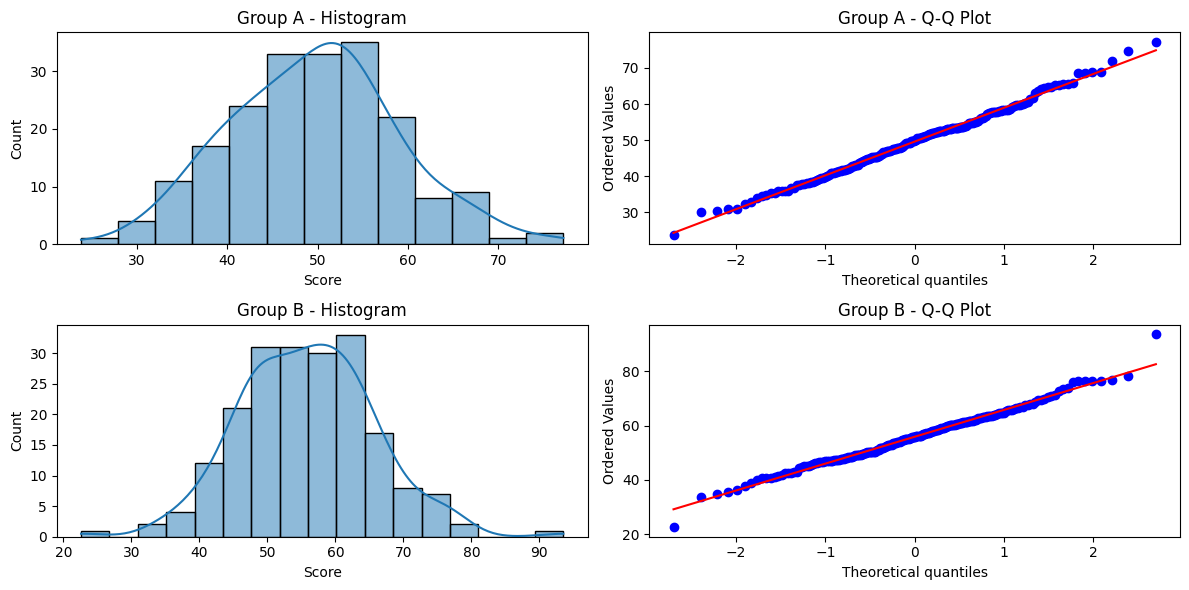 Group A - Histogram
Count
30
20
10
0
30 40 50 60 70
Score
Group A - Q-Q Plot
Ordered Values
70
60
50
40
30
−2 −1 0 1 2
Theoretical quantiles
Group B - Histogram
Count
30
25
20
15
10
5
0
20 30 40 50 60 70 80 90
Score
Group B - Q-Q Plot
Ordered Values
80
60
40
20
−2 −1 0 1 2
Theoretical quantiles